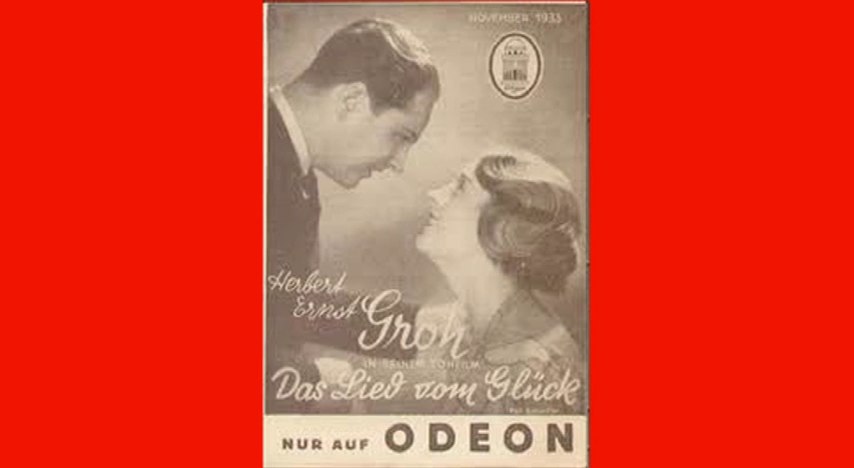 NOVEMBER 1933
Herbert
Ernst Groh
IN SEINEM TONFILM
Das Lied vom Glück
NUR AUF ODEON